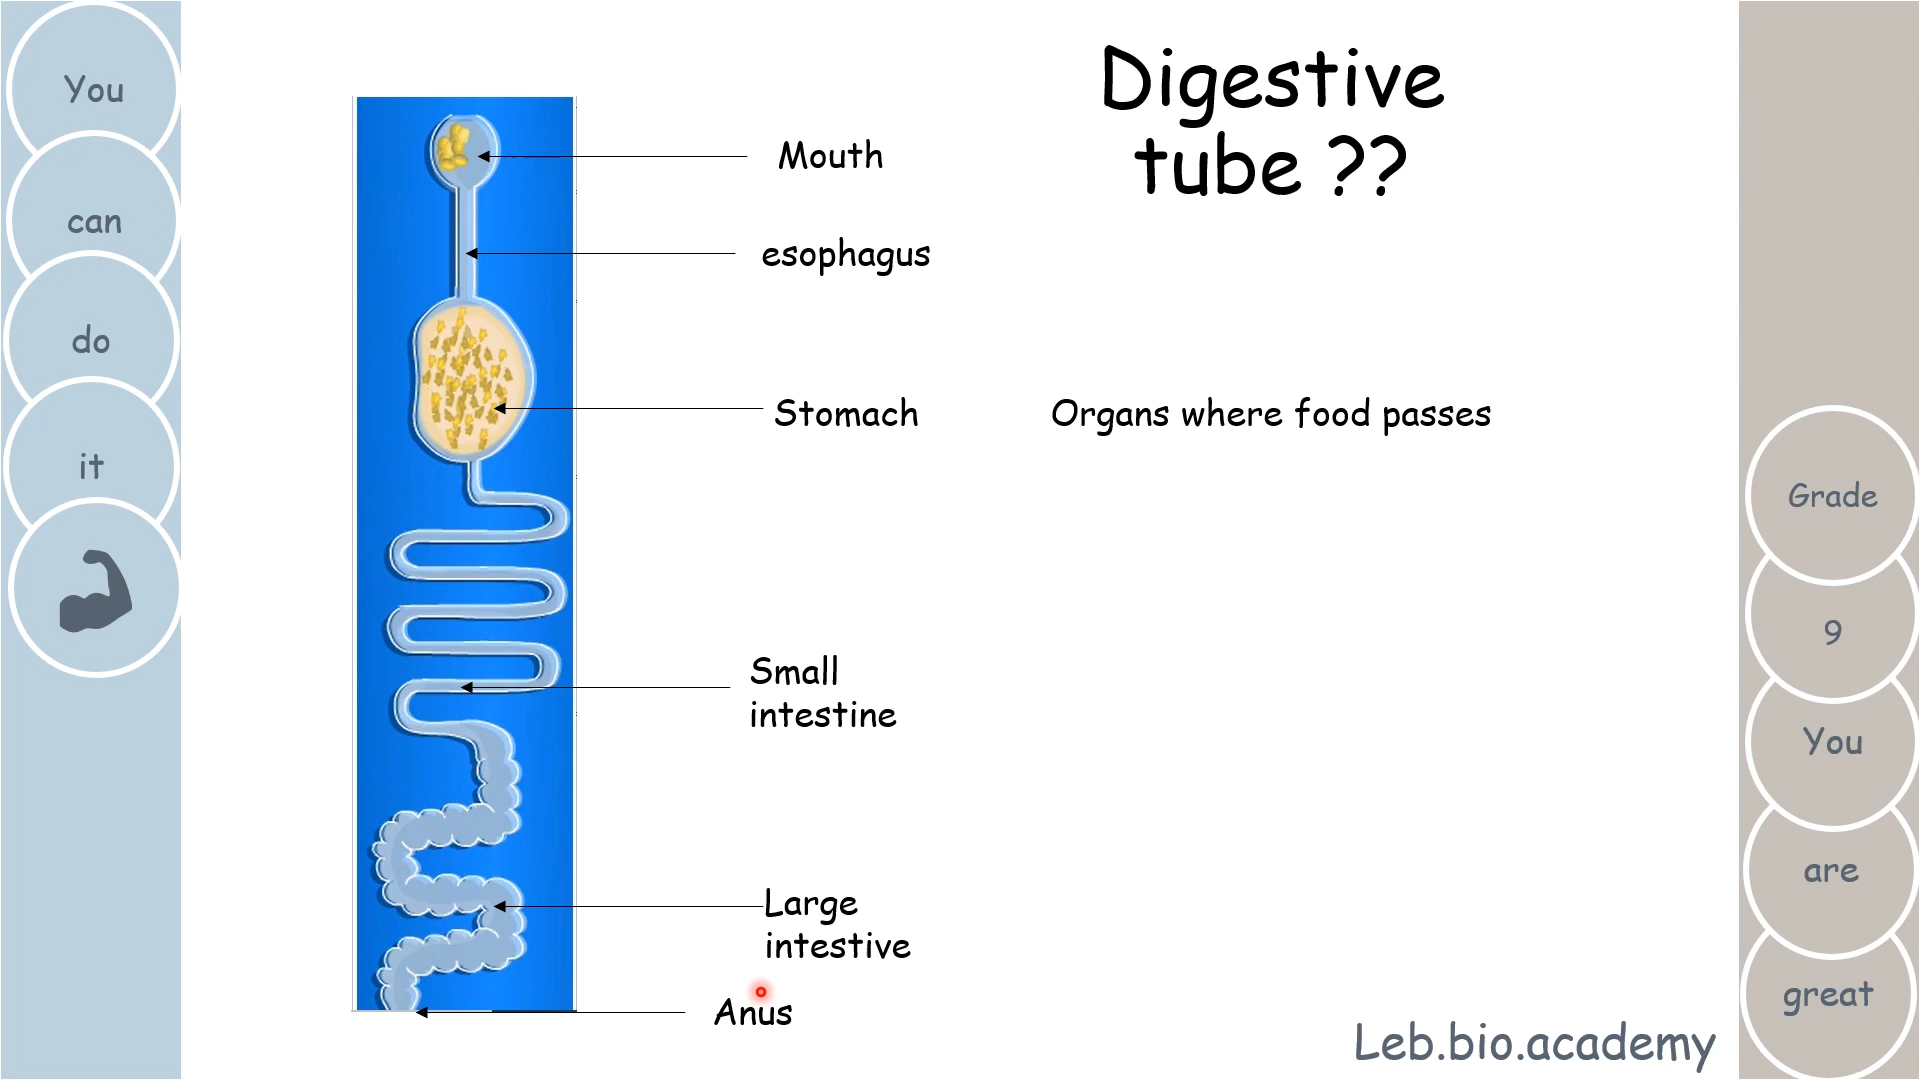 You
can
do
it
Digestive
tube ??
Mouth
esophagus
Stomach
Organs where food passes
Small
intestine
Large
intestive
Anus
Grade
9
You
are
great
Leb.bio.academy